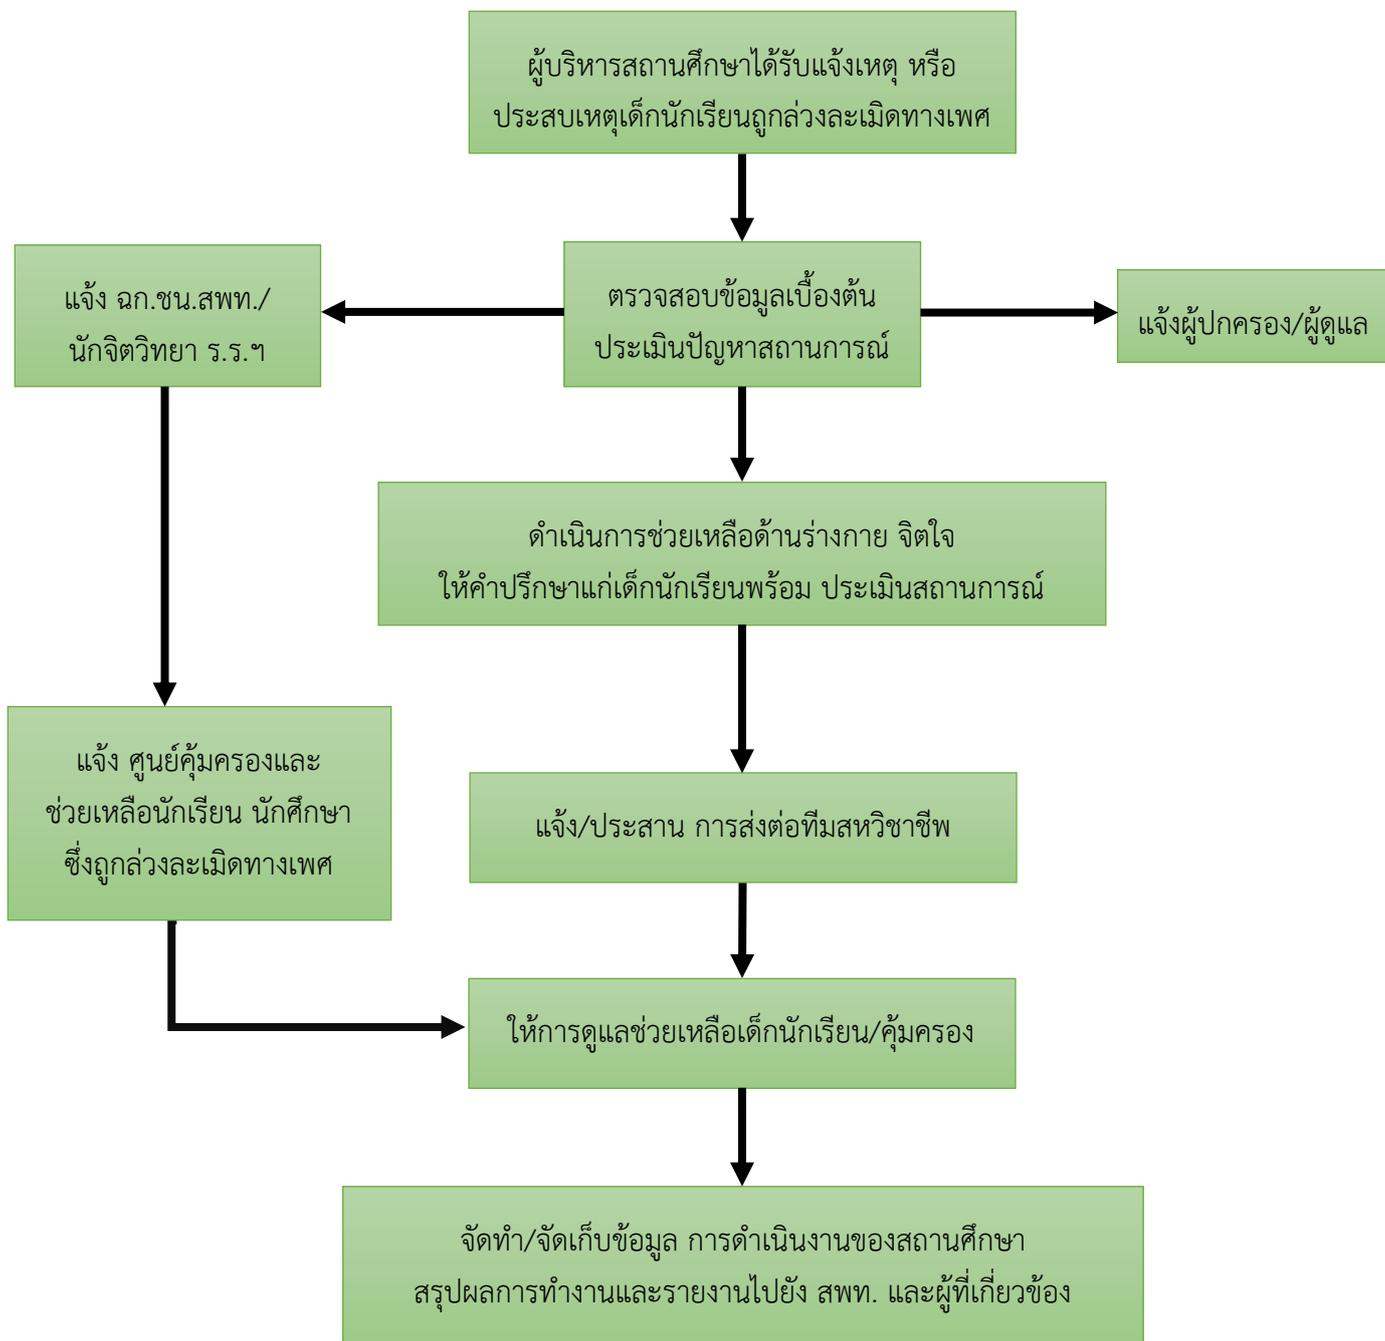 ผู้บริหารสถานศึกษาได้รับแจ้งเหตุ หรือ
ประสบเหตุเด็กนักเรียนถูกล่วงละเมิดทางเพศ
แจ้ง ฉก.ชน.สพท./
นักจิตวิทยา ร.ร.ฯ
ตรวจสอบข้อมูลเบื้องต้น
ประเมินปัญหาสถานการณ์
แจ้งผู้ปกครอง/ผู้ดูแล
ดำเนินการช่วยเหลือด้านร่างกาย จิตใจ
ให้คำปรึกษาแก่เด็กนักเรียนพร้อม ประเมินสถานการณ์
แจ้ง ศูนย์คุ้มครองและ
ช่วยเหลือนักเรียน นักศึกษา
ซึ่งถูกล่วงละเมิดทางเพศ
แจ้ง/ประสาน การส่งต่อทีมสหวิชาชีพ
ให้การดูแลช่วยเหลือเด็กนักเรียน/คุ้มครอง
จัดทำ/จัดเก็บข้อมูล การดำเนินงานของสถานศึกษา
สรุปผลการทำงานและรายงานไปยัง สพท. และผู้ที่เกี่ยวข้อง